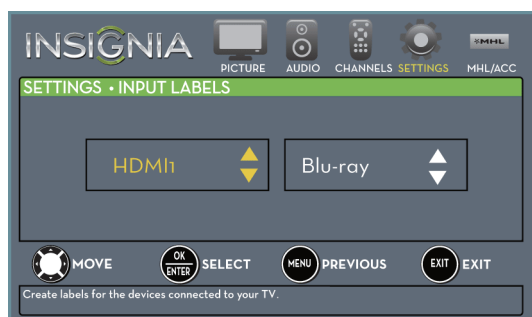 INSIGNIA
PICTURE AUDIO CHANNELS SETTINGS MHL/ACC
MHL
SETTINGS • INPUT LABELS
HDMI1 Blu-ray
MOVE OK ENTER SELECT MENU PREVIOUS EXIT EXIT
Create labels for the devices connected to your TV.